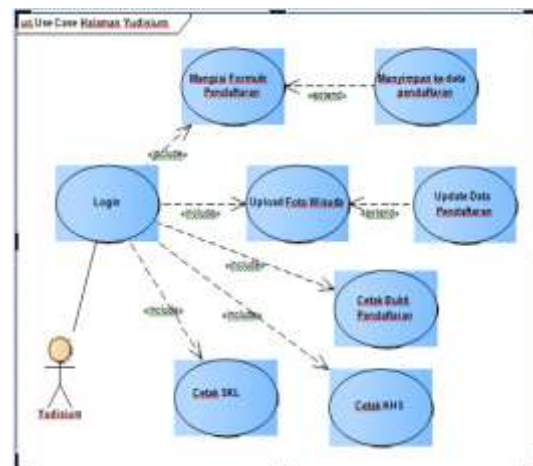 uc Use Case Halaman Yudisium
Mengisi Formulir
Pendaftaran
Menyimpan ke data
pendaftaran
«extend»
«include»
Login
«include»
Upload Foto Wisuda
«extend»
Update Data
Pendaftaran
«include»
Cetak Bukti
Pendaftaran
«include»
«include»
Cetak SKL
Cetak KHS
Yudisium